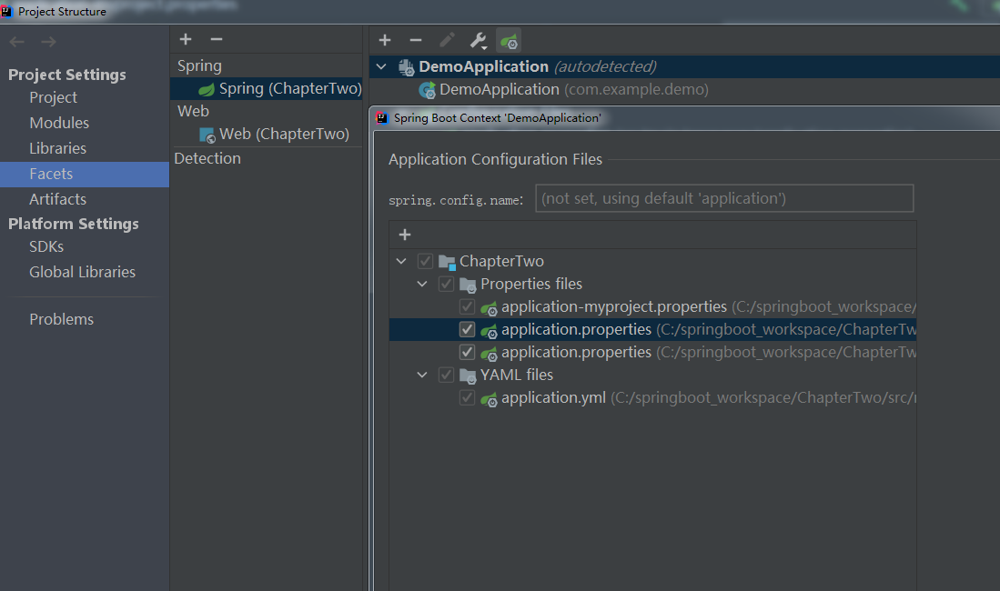 Project Structure
project.properties
Project Settings
Project
Modules
Libraries
Facets
Artifacts
Platform Settings
SDKs
Global Libraries
Problems
Spring
Spring (ChapterTwo)
Web
Web (ChapterTwo)
Detection
DemoApplication (autodetected)
DemoApplication (com.example.demo)
Spring Boot Context 'DemoApplication'
Application Configuration Files
spring.config.name: (not set, using default 'application')
ChapterTwo
Properties files
application-myproject.properties (C:/springboot_workspace/
application.properties (C:/springboot_workspace/ChapterTw
application.properties (C:/springboot_workspace/ChapterTw
YAML files
application.yml (C:/springboot_workspace/ChapterTwo/src/